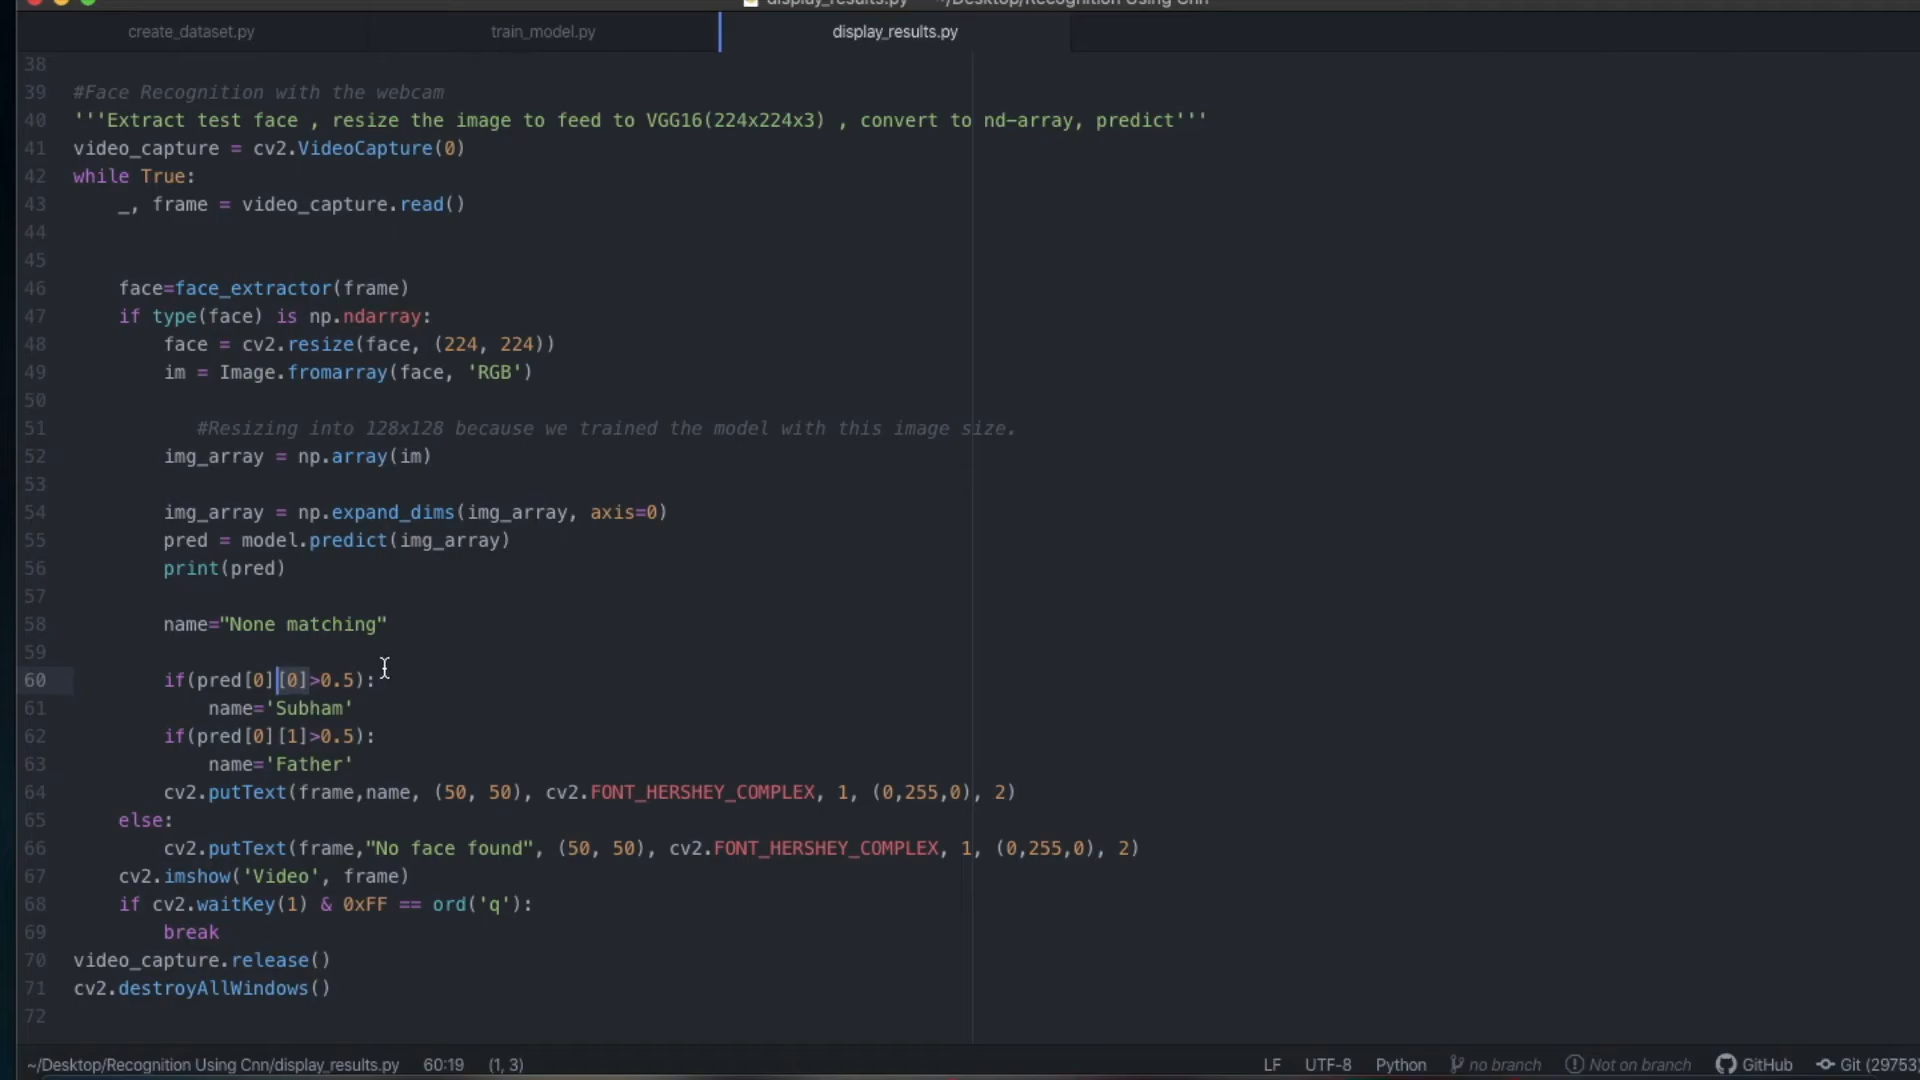 display_results.py — ~/Desktop/Recognition Using Cnn
create_dataset.py train_model.py display_results.py
38
39 #Face Recognition with the webcam
40 '''Extract test face , resize the image to feed to VGG16(224x224x3) , convert to nd-array, predict'''
41 video_capture = cv2.VideoCapture(0)
42 while True:
43     _, frame = video_capture.read()
44
45
46     face=face_extractor(frame)
47     if type(face) is np.ndarray:
48         face = cv2.resize(face, (224, 224))
49         im = Image.fromarray(face, 'RGB')
50
51            #Resizing into 128x128 because we trained the model with this image size.
52         img_array = np.array(im)
53
54         img_array = np.expand_dims(img_array, axis=0)
55         pred = model.predict(img_array)
56         print(pred)
57
58         name="None matching"
59
60         if(pred[0][0]>0.5):
61             name='Subham'
62         if(pred[0][1]>0.5):
63             name='Father'
64         cv2.putText(frame,name, (50, 50), cv2.FONT_HERSHEY_COMPLEX, 1, (0,255,0), 2)
65     else:
66         cv2.putText(frame,"No face found", (50, 50), cv2.FONT_HERSHEY_COMPLEX, 1, (0,255,0), 2)
67     cv2.imshow('Video', frame)
68     if cv2.waitKey(1) & 0xFF == ord('q'):
69         break
70 video_capture.release()
71 cv2.destroyAllWindows()
72
~/Desktop/Recognition Using Cnn/display_results.py 60:19 (1, 3) LF UTF-8 Python no branch Not on branch GitHub Git (29753)